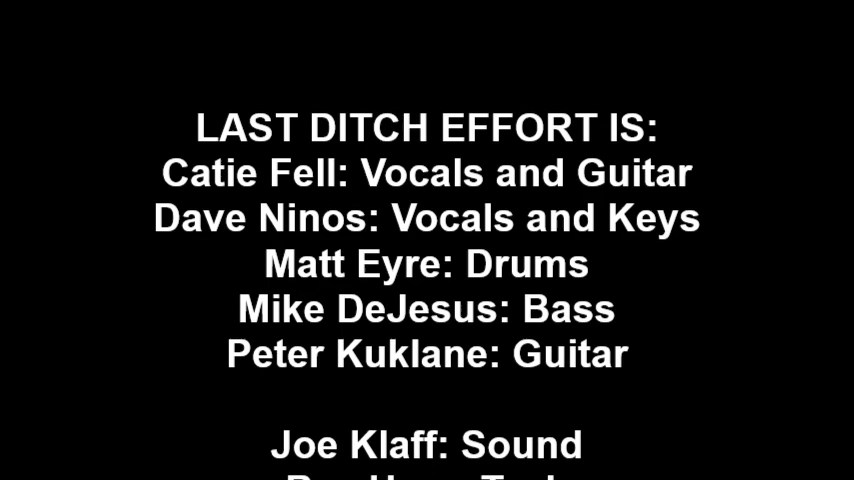 LAST DITCH EFFORT IS:
Catie Fell: Vocals and Guitar
Dave Ninos: Vocals and Keys
Matt Eyre: Drums
Mike DeJesus: Bass
Peter Kuklane: Guitar
Joe Klaff: Sound